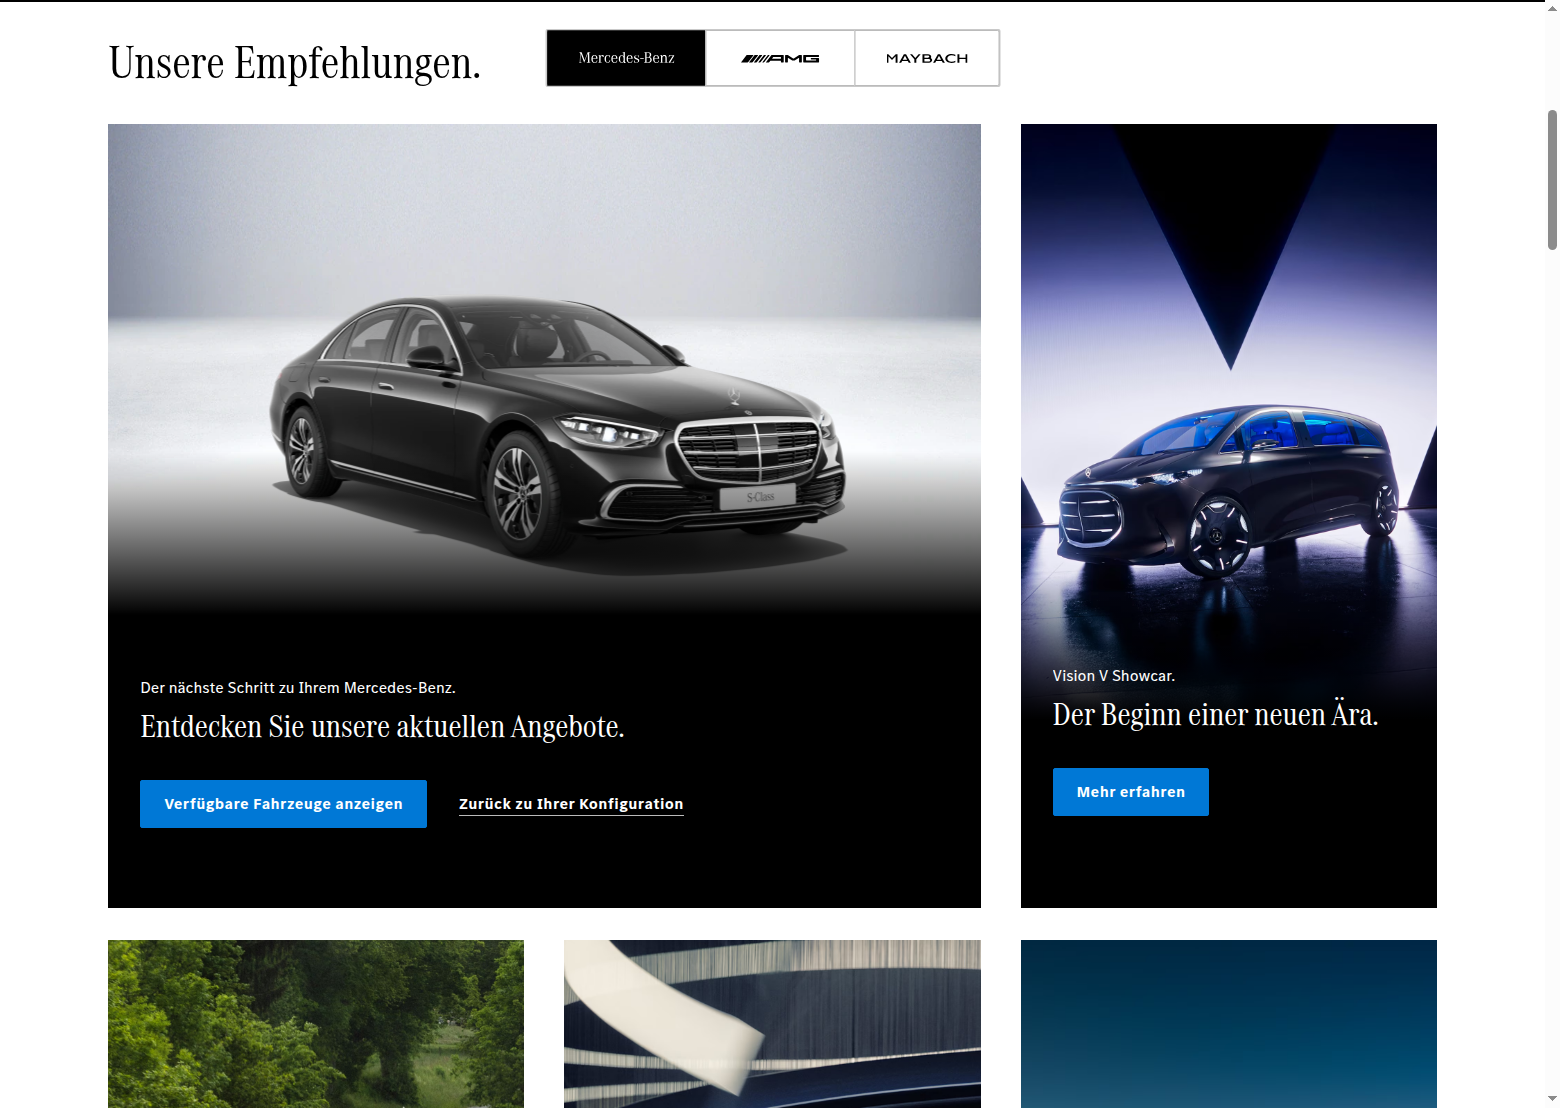 Unsere Empfehlungen.
Mercedes-Benz
AMG
MAYBACH
S-Class
Der nächste Schritt zu Ihrem Mercedes-Benz.
Entdecken Sie unsere aktuellen Angebote.
Verfügbare Fahrzeuge anzeigen
Zurück zu Ihrer Konfiguration
Vision V Showcar.
Der Beginn einer neuen Ära.
Mehr erfahren